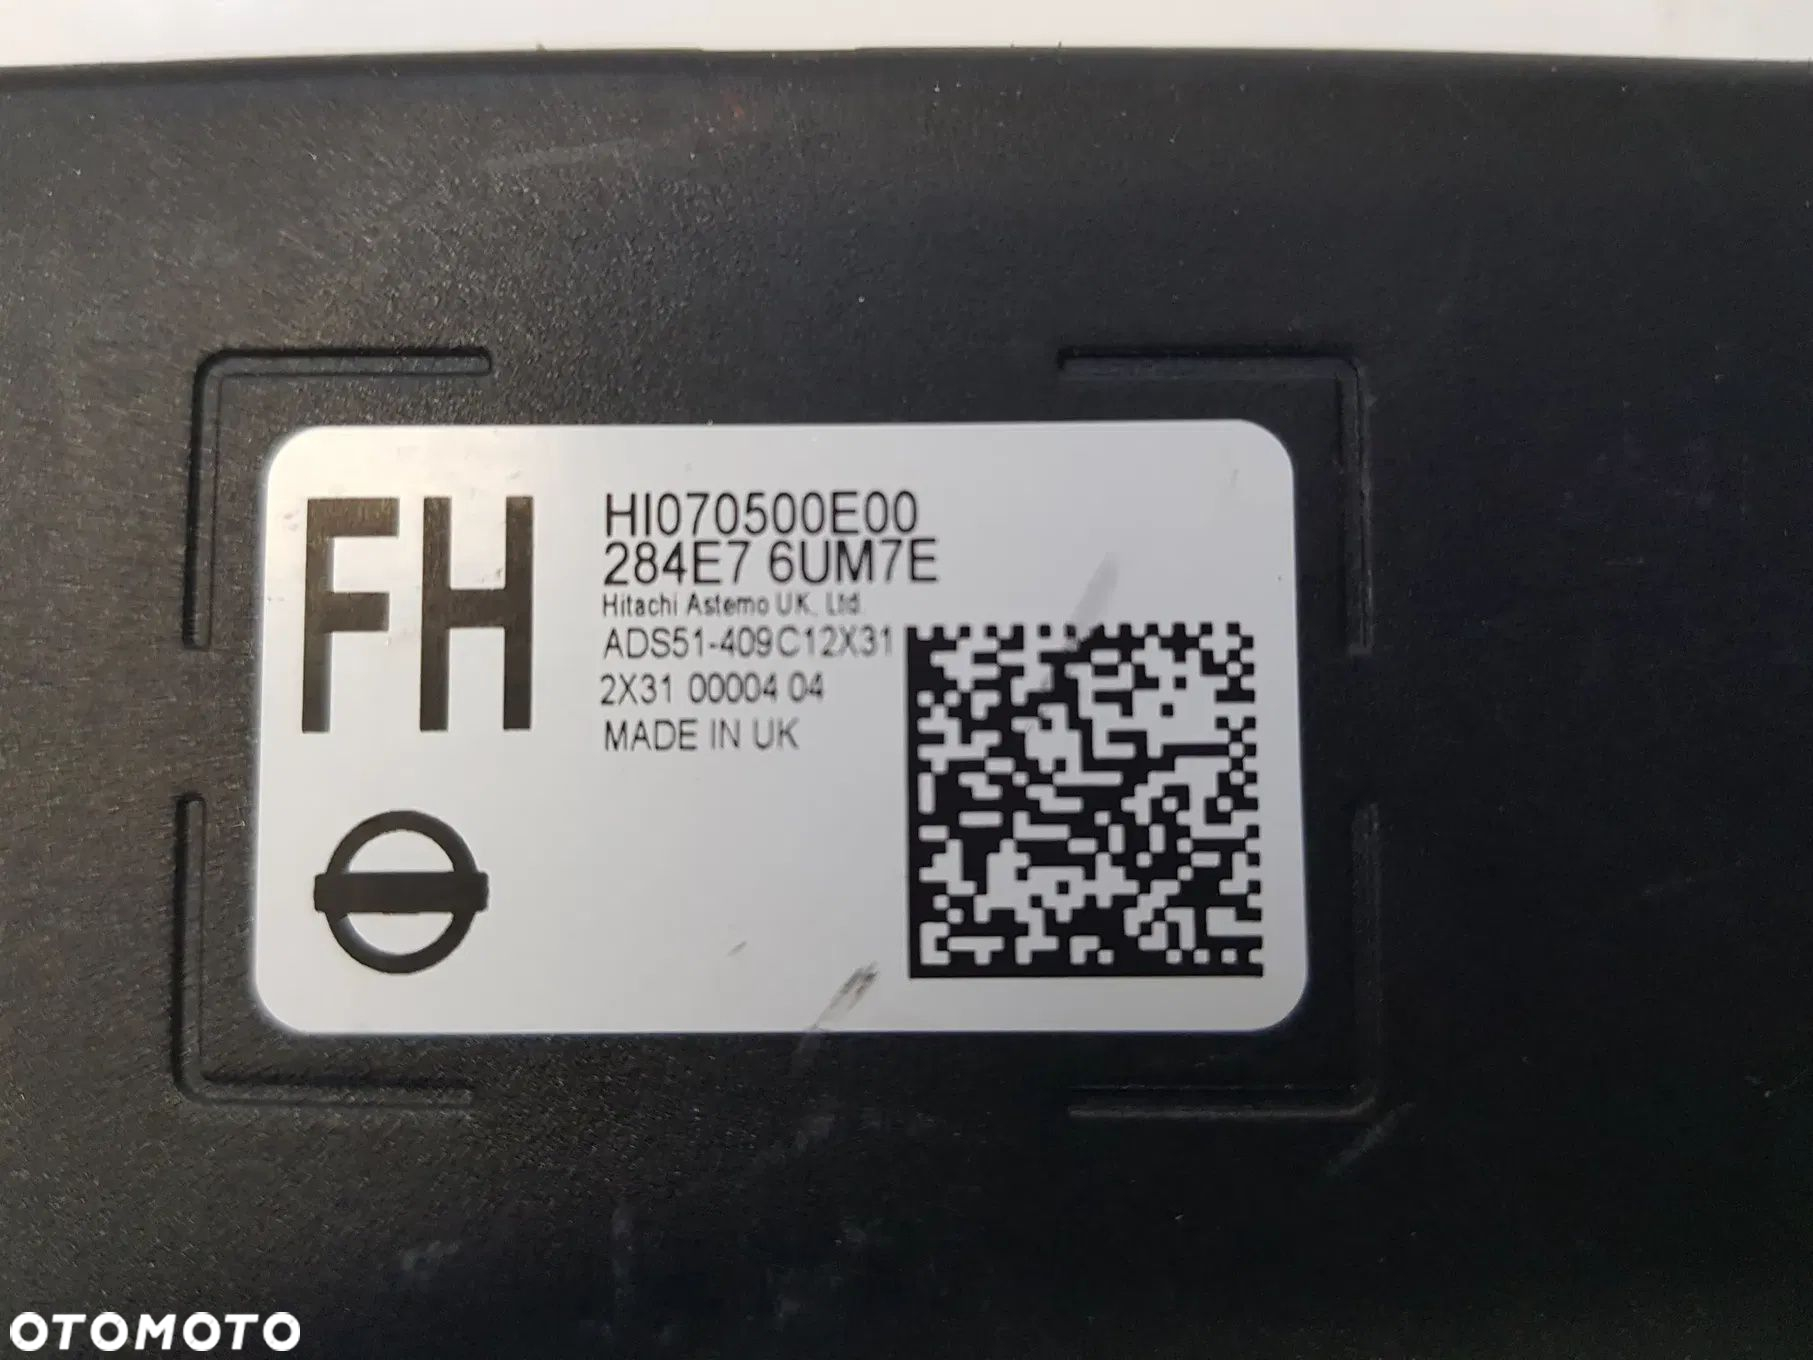 FH
HI070500E00
284E7 6UM7E
Hitachi Astemo UK, Ltd.
ADS51-409C12X31
2X31 00004 04
MADE IN UK
OTOMOTO